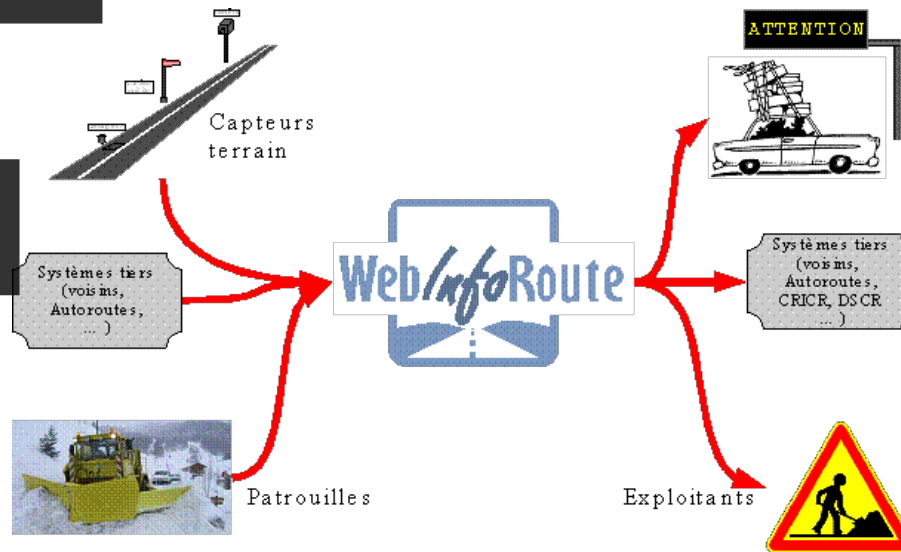 ATTENTION
Capteurs
terrain
Systèmes tiers
(voisins,
Autoroutes,
... )
WebInfoRoute
Systèmes tiers
(voisins,
Autoroutes,
CRICR, DSCR
... )
Patrouilles
Exploitants